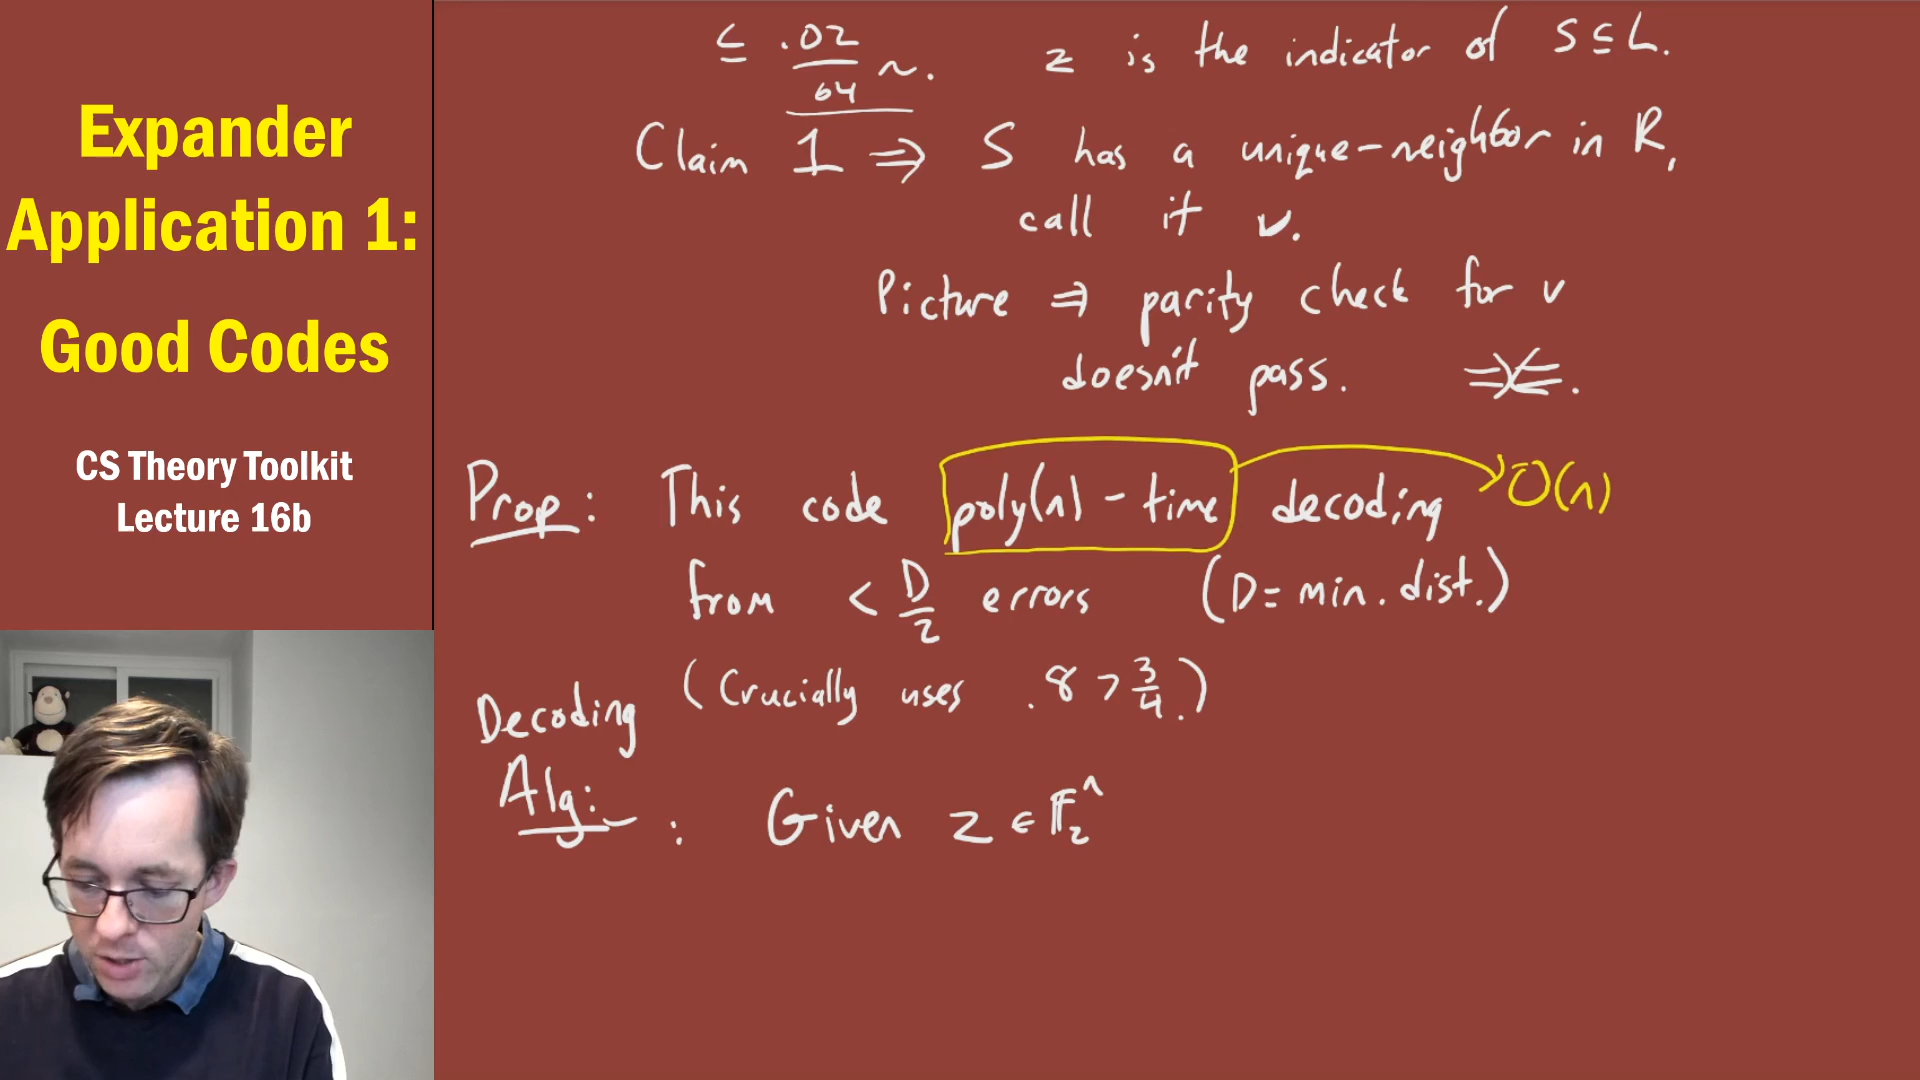 Expander
Application 1:
Good Codes
CS Theory Toolkit
Lecture 16b
≤ .02/64 n. z is the indicator of S ⊆ L.
Claim 1 ⇒ S has a unique-neighbor in R,
call it v.
Picture ⇒ parity check for v
doesn't pass. ⇒⇐.
Prop: This code poly(n)-time decoding → O(n)
from < D/2 errors (D = min. dist.)
(Crucially uses .8 > 3/4.)
Decoding
Alg: : Given z ∈ F₂ⁿ